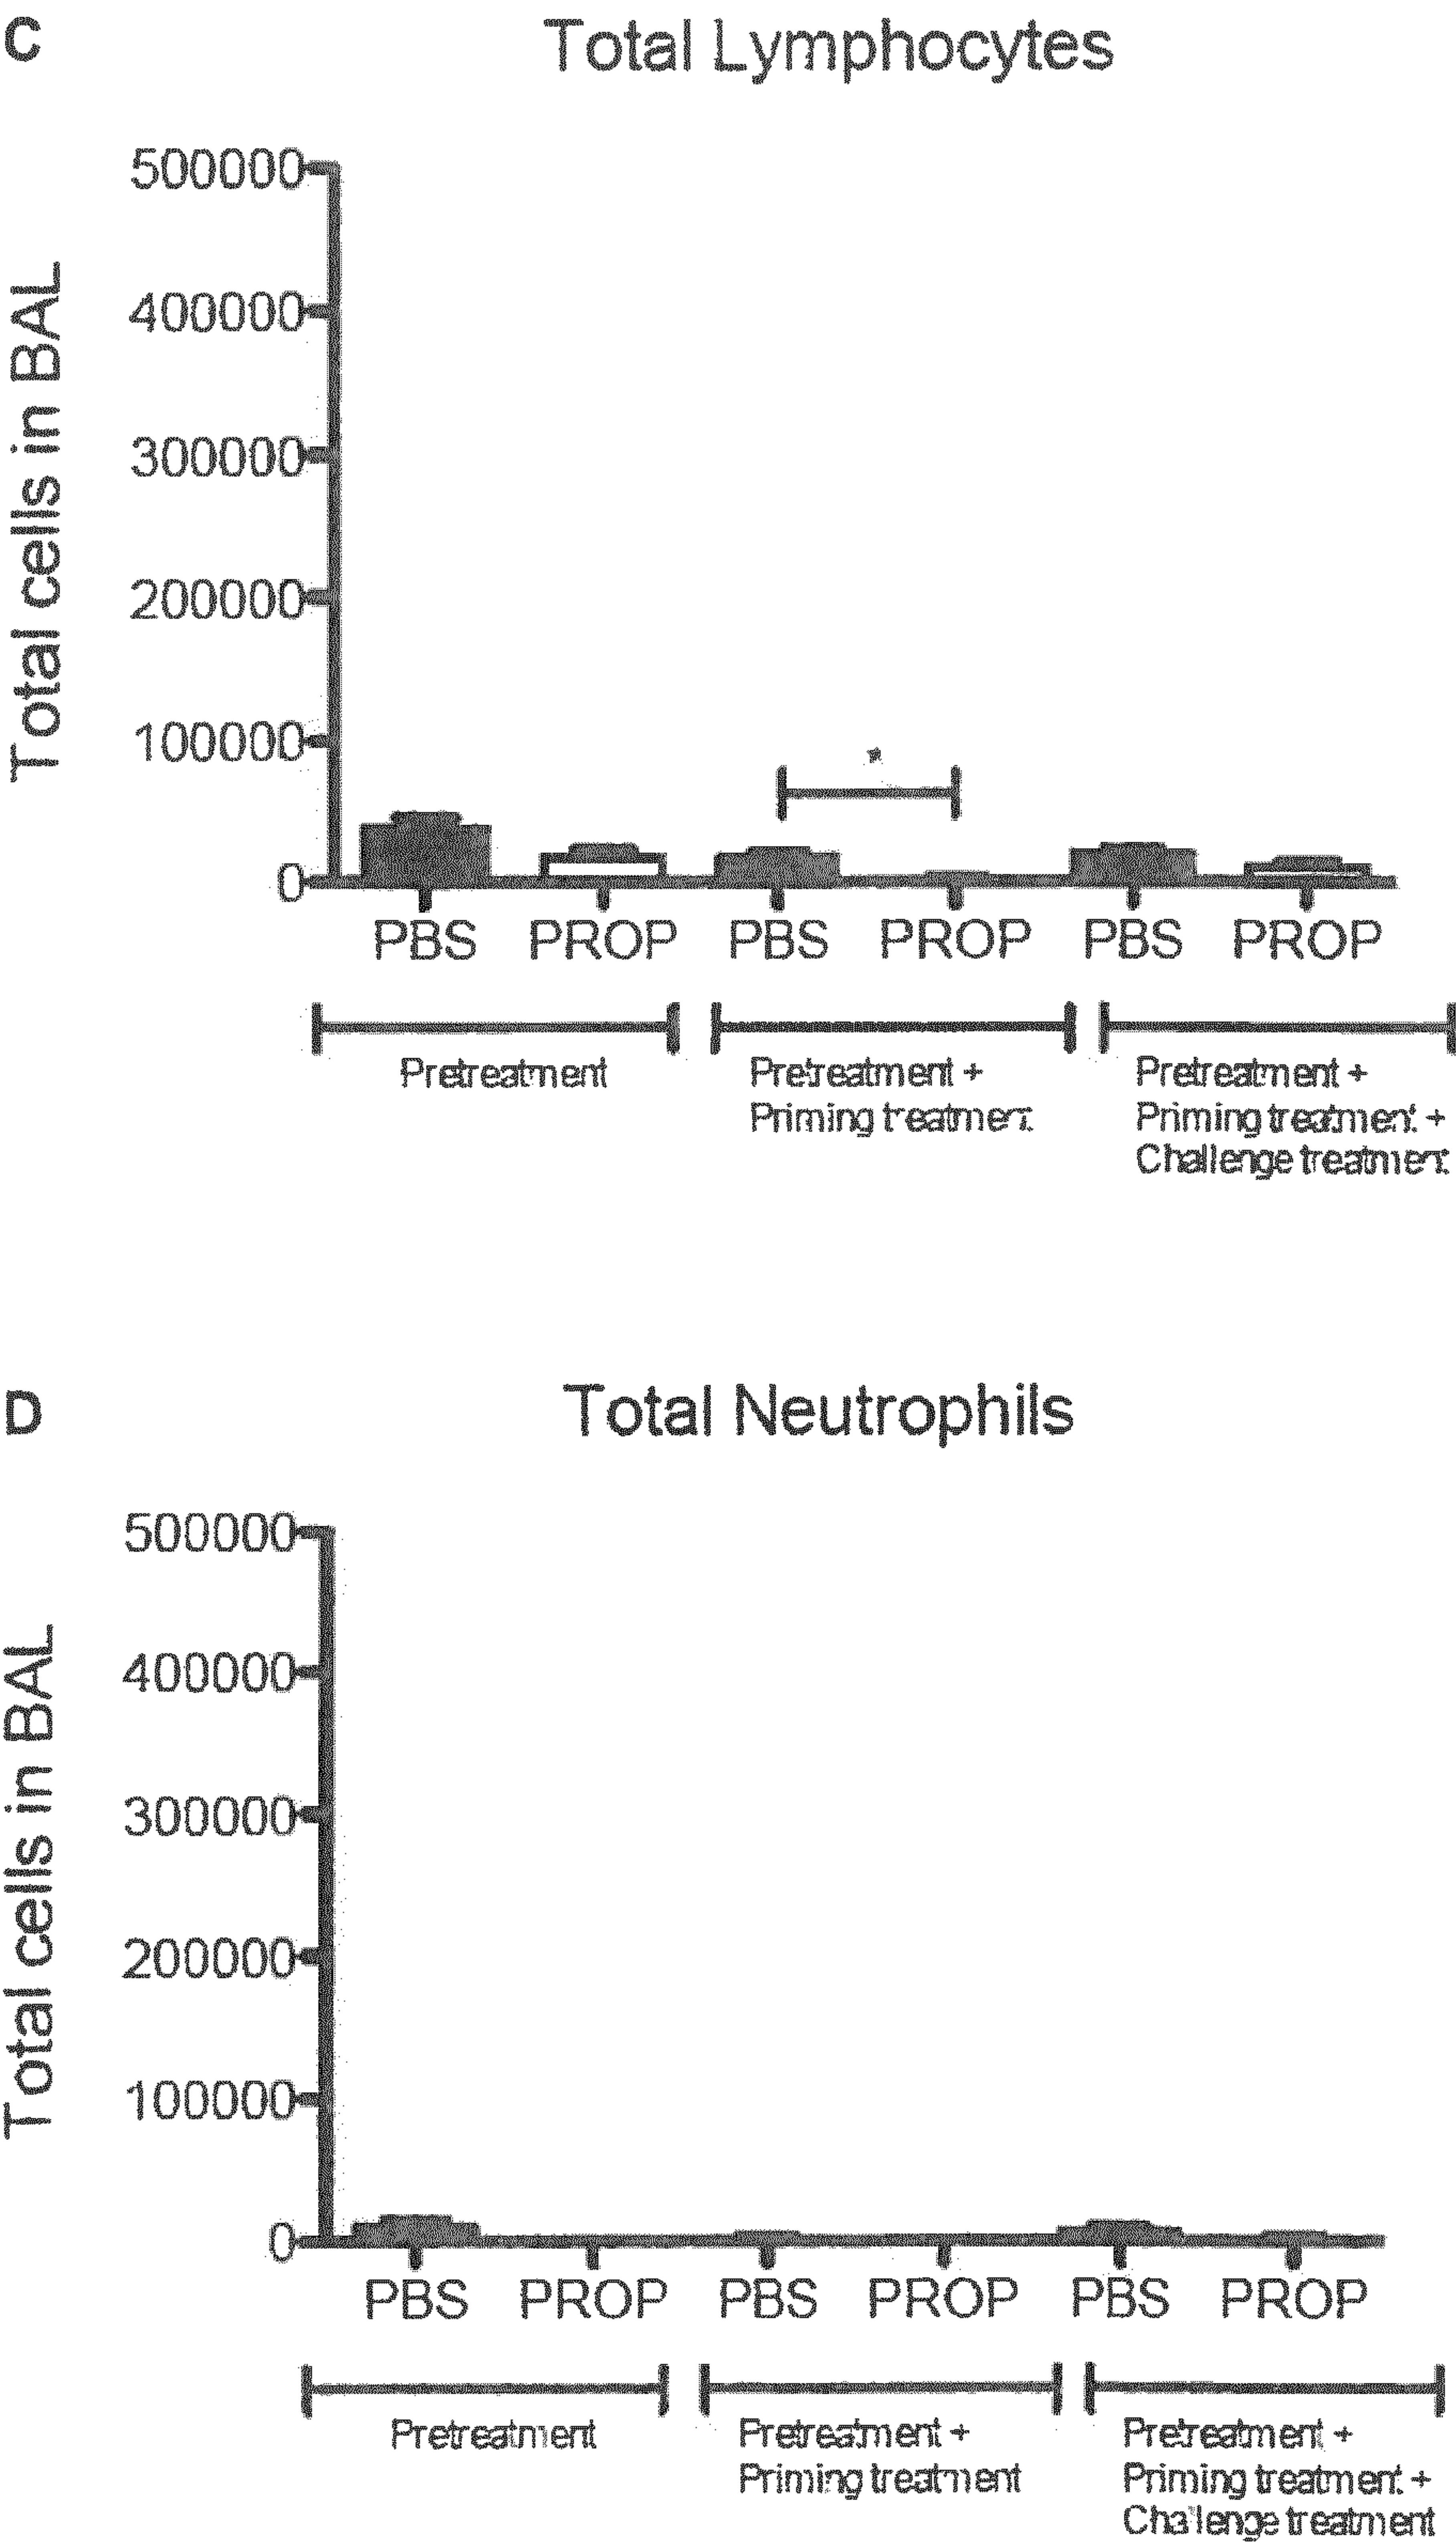 C
Total Lymphocytes
Total cells in BAL
500000
400000
300000
200000
100000
0
*
PBS PROP PBS PROP PBS PROP
Pretreatment
Pretreatment +
Priming treatment
Pretreatment +
Priming treatment +
Challenge treatment
D
Total Neutrophils
Total cells in BAL
500000
400000
300000
200000
100000
0
PBS PROP PBS PROP PBS PROP
Pretreatment
Pretreatment +
Priming treatment
Pretreatment +
Priming treatment +
Challenge treatment